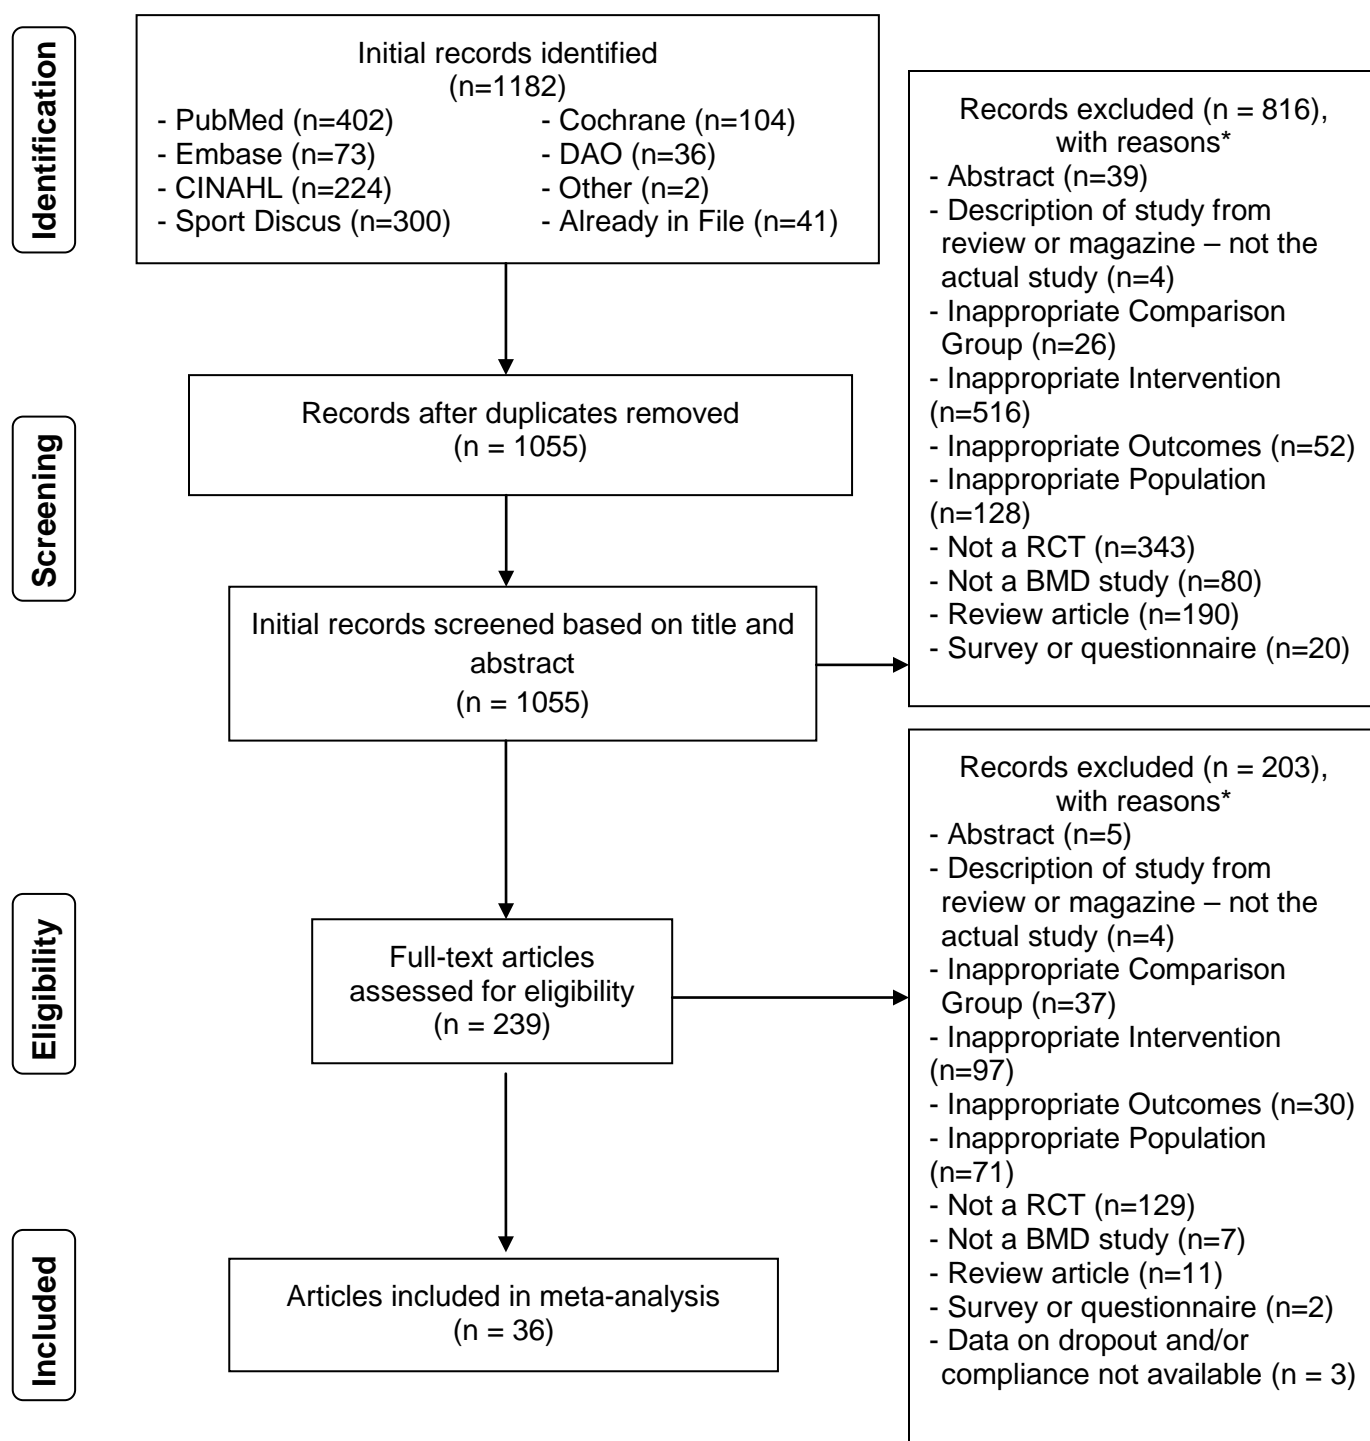 Identification
Initial records identified
(n=1182)
- PubMed (n=402)
- Embase (n=73)
- CINAHL (n=224)
- Sport Discus (n=300)
- Cochrane (n=104)
- DAO (n=36)
- Other (n=2)
- Already in File (n=41)
Records excluded (n = 816),
with reasons*
- Abstract (n=39)
- Description of study from
review or magazine – not the
actual study (n=4)
- Inappropriate Comparison
Group (n=26)
- Inappropriate Intervention
(n=516)
- Inappropriate Outcomes (n=52)
- Inappropriate Population
(n=128)
- Not a RCT (n=343)
- Not a BMD study (n=80)
- Review article (n=190)
- Survey or questionnaire (n=20)
Screening
Records after duplicates removed
(n = 1055)
Initial records screened based on title and
abstract
(n = 1055)
Eligibility
Full-text articles
assessed for eligibility
(n = 239)
Records excluded (n = 203),
with reasons*
- Abstract (n=5)
- Description of study from
review or magazine – not the
actual study (n=4)
- Inappropriate Comparison
Group (n=37)
- Inappropriate Intervention
(n=97)
- Inappropriate Outcomes (n=30)
- Inappropriate Population
(n=71)
- Not a RCT (n=129)
- Not a BMD study (n=7)
- Review article (n=11)
- Survey or questionnaire (n=2)
- Data on dropout and/or
compliance not available (n = 3)
Included
Articles included in meta-analysis
(n = 36)